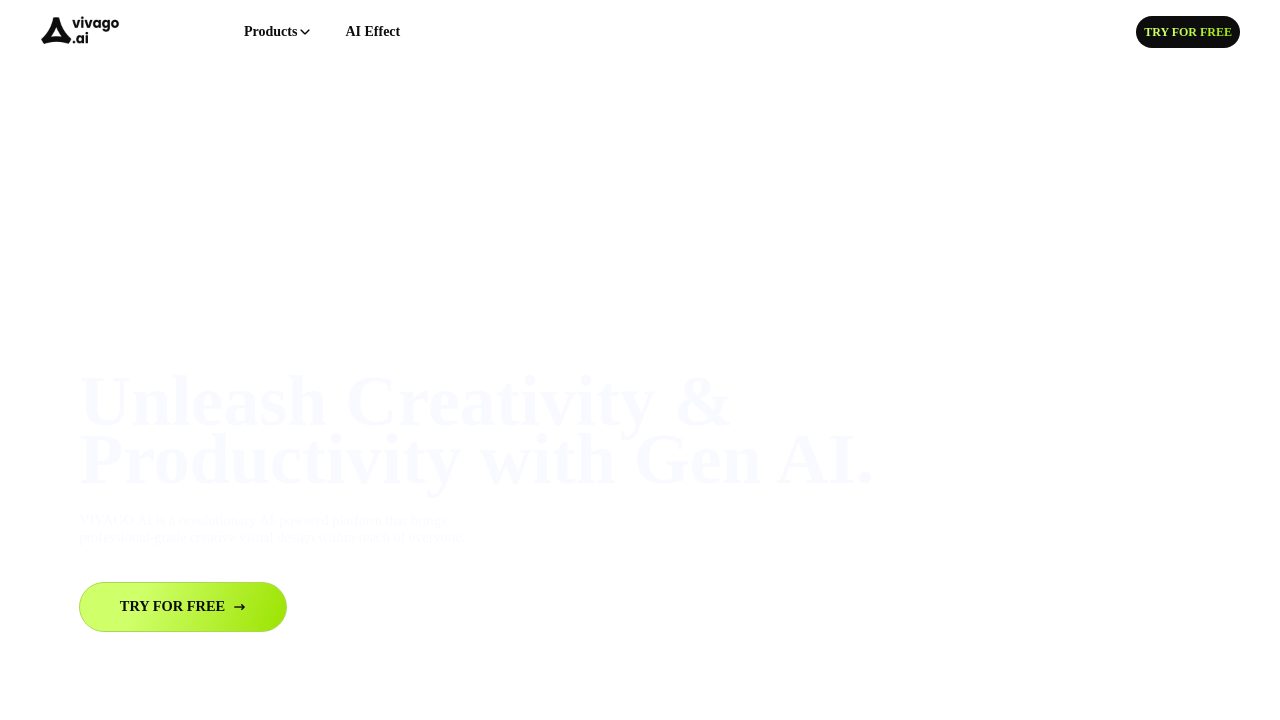 vivago
.ai
Products
AI Effect
TRY FOR FREE
Unleash Creativity &
Productivity with Gen AI.
VIVAGO.AI is a revolutionary AI-powered platform that brings
professional-grade creative visual design within reach of everyone.
TRY FOR FREE →